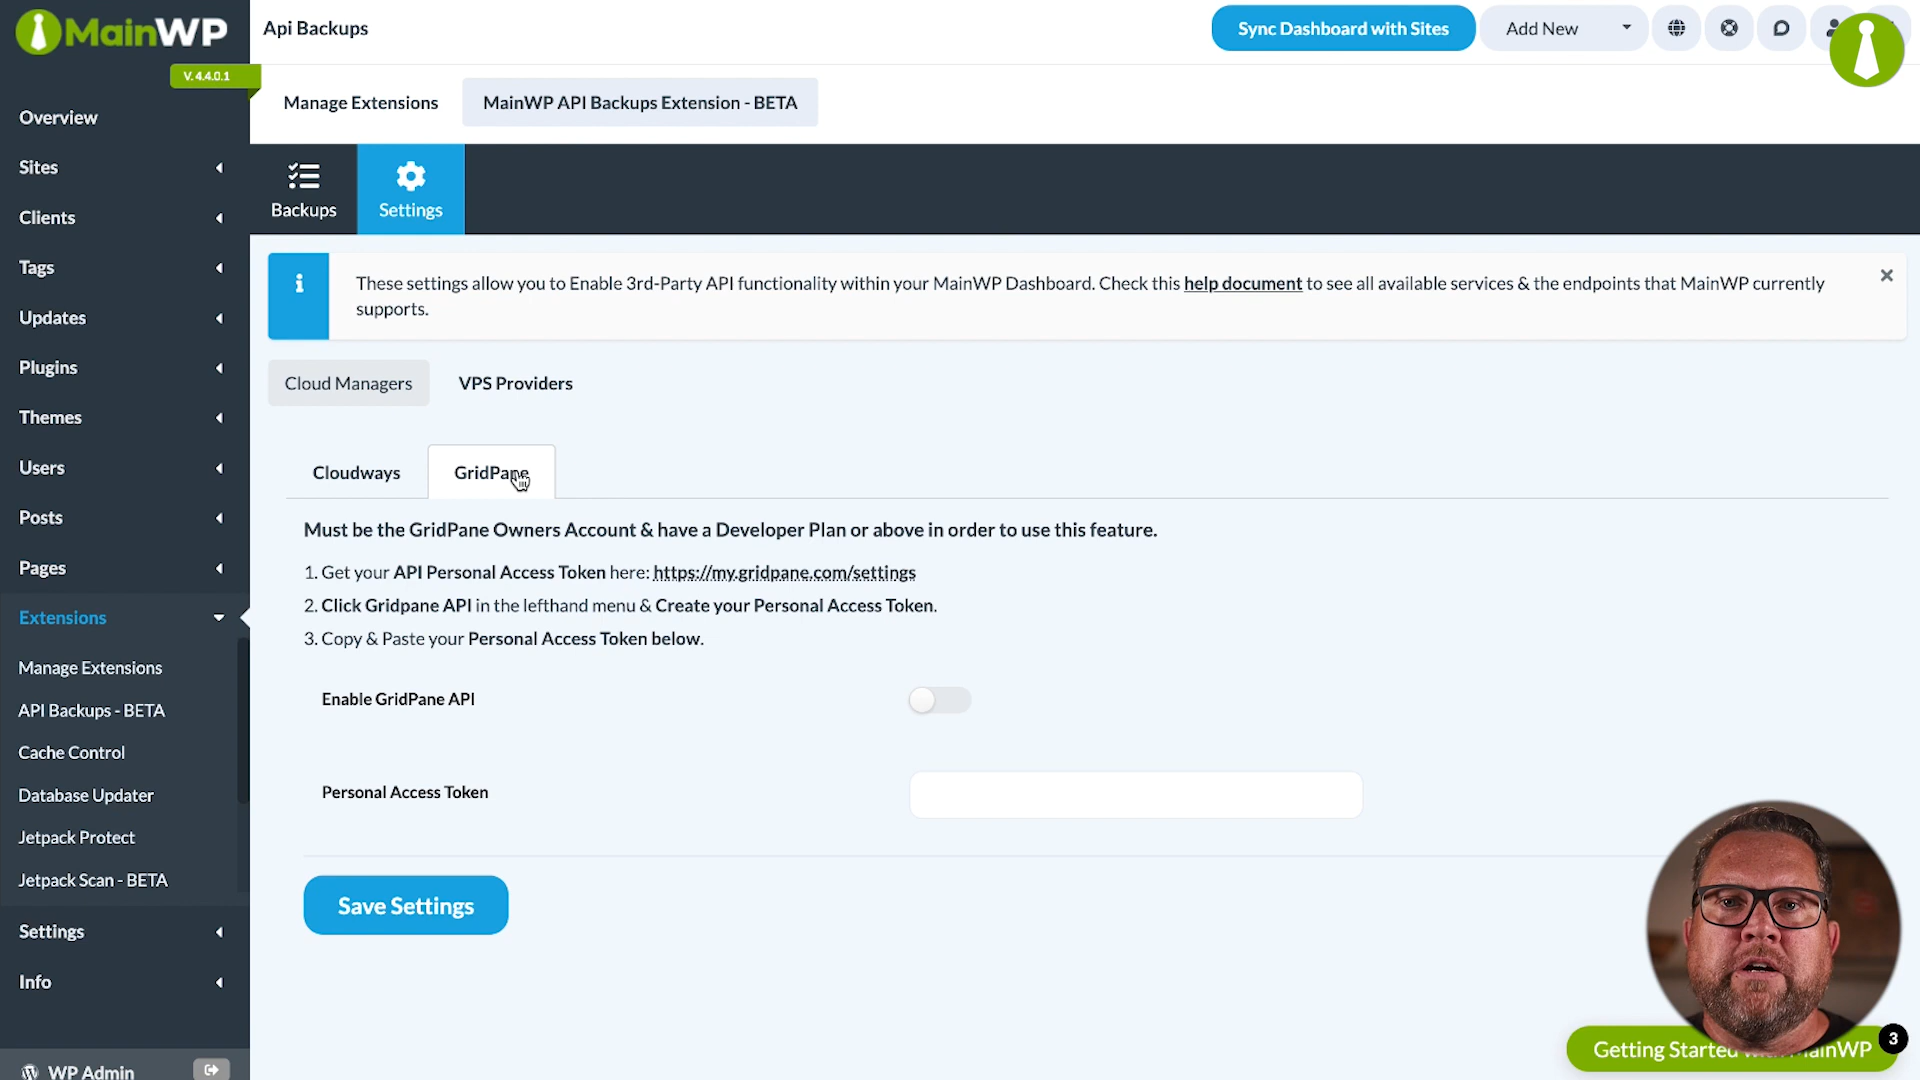 MainWP
V. 4.4.0.1
Api Backups
Sync Dashboard with Sites
Add New
Manage Extensions
MainWP API Backups Extension - BETA
Overview
Sites
Clients
Tags
Updates
Plugins
Themes
Users
Posts
Pages
Extensions
Manage Extensions
API Backups - BETA
Cache Control
Database Updater
Jetpack Protect
Jetpack Scan - BETA
Settings
Info
WP Admin
Backups
Settings
These settings allow you to Enable 3rd-Party API functionality within your MainWP Dashboard. Check this help document to see all available services & the endpoints that MainWP currently
supports.
Cloud Managers
VPS Providers
Cloudways
GridPane
Must be the GridPane Owners Account & have a Developer Plan or above in order to use this feature.
1. Get your API Personal Access Token here: https://my.gridpane.com/settings
2. Click Gridpane API in the lefthand menu & Create your Personal Access Token.
3. Copy & Paste your Personal Access Token below.
Enable GridPane API
Personal Access Token
Save Settings
Getting Started with MainWP
3